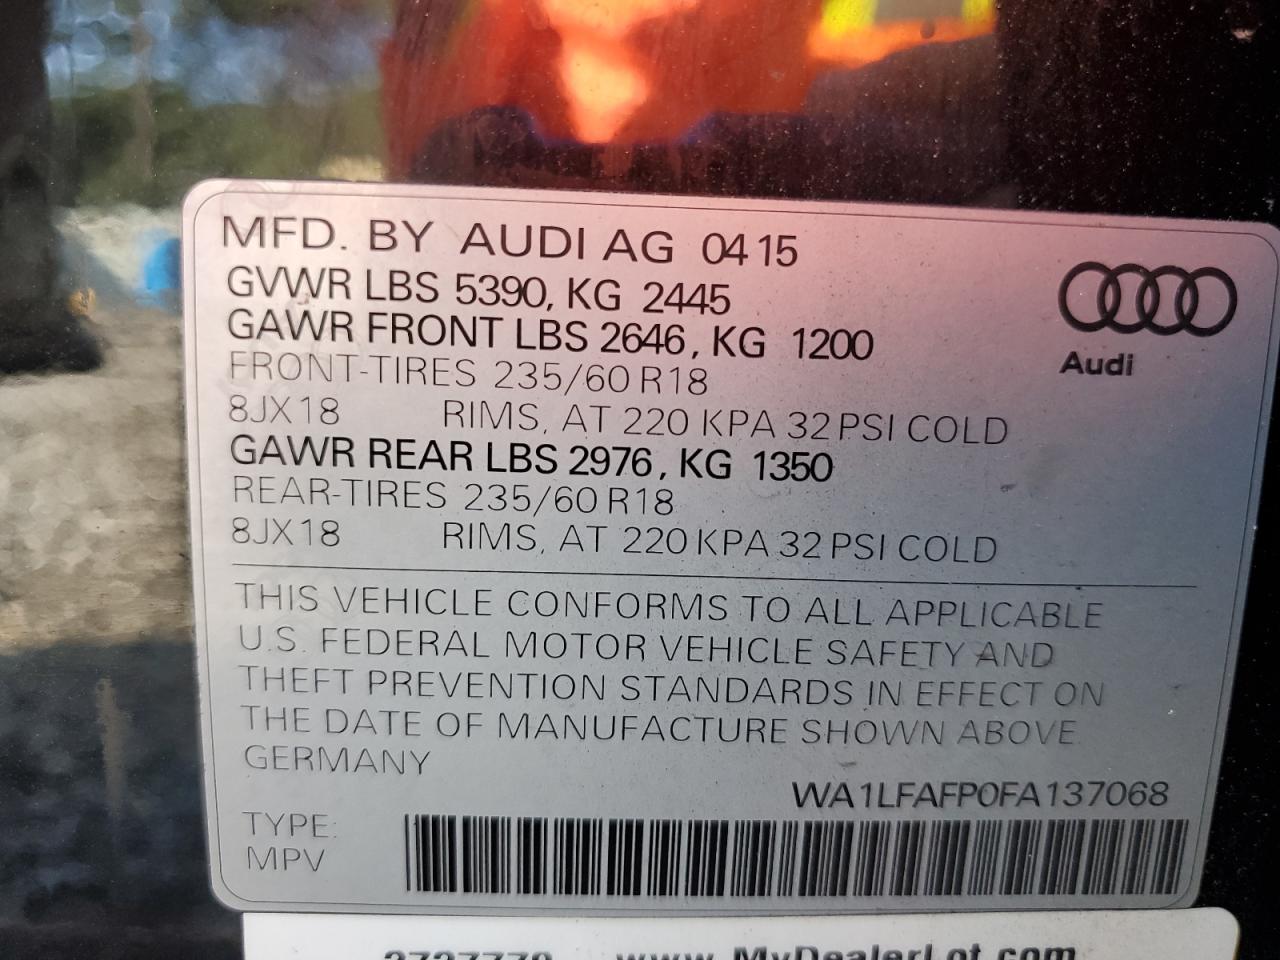 MFD. BY AUDI AG 04 15
GVWR LBS 5390, KG 2445
GAWR FRONT LBS 2646, KG 1200
FRONT-TIRES 235/60 R18
8JX18 RIMS, AT 220 KPA 32 PSI COLD
GAWR REAR LBS 2976, KG 1350
REAR-TIRES 235/60 R18
8JX18 RIMS, AT 220 KPA 32 PSI COLD
Audi
THIS VEHICLE CONFORMS TO ALL APPLICABLE
U.S. FEDERAL MOTOR VEHICLE SAFETY AND
THEFT PREVENTION STANDARDS IN EFFECT ON
THE DATE OF MANUFACTURE SHOWN ABOVE
GERMANY
WA1LFAFP0FA137068
TYPE:
MPV
www.MyDealerLot.com